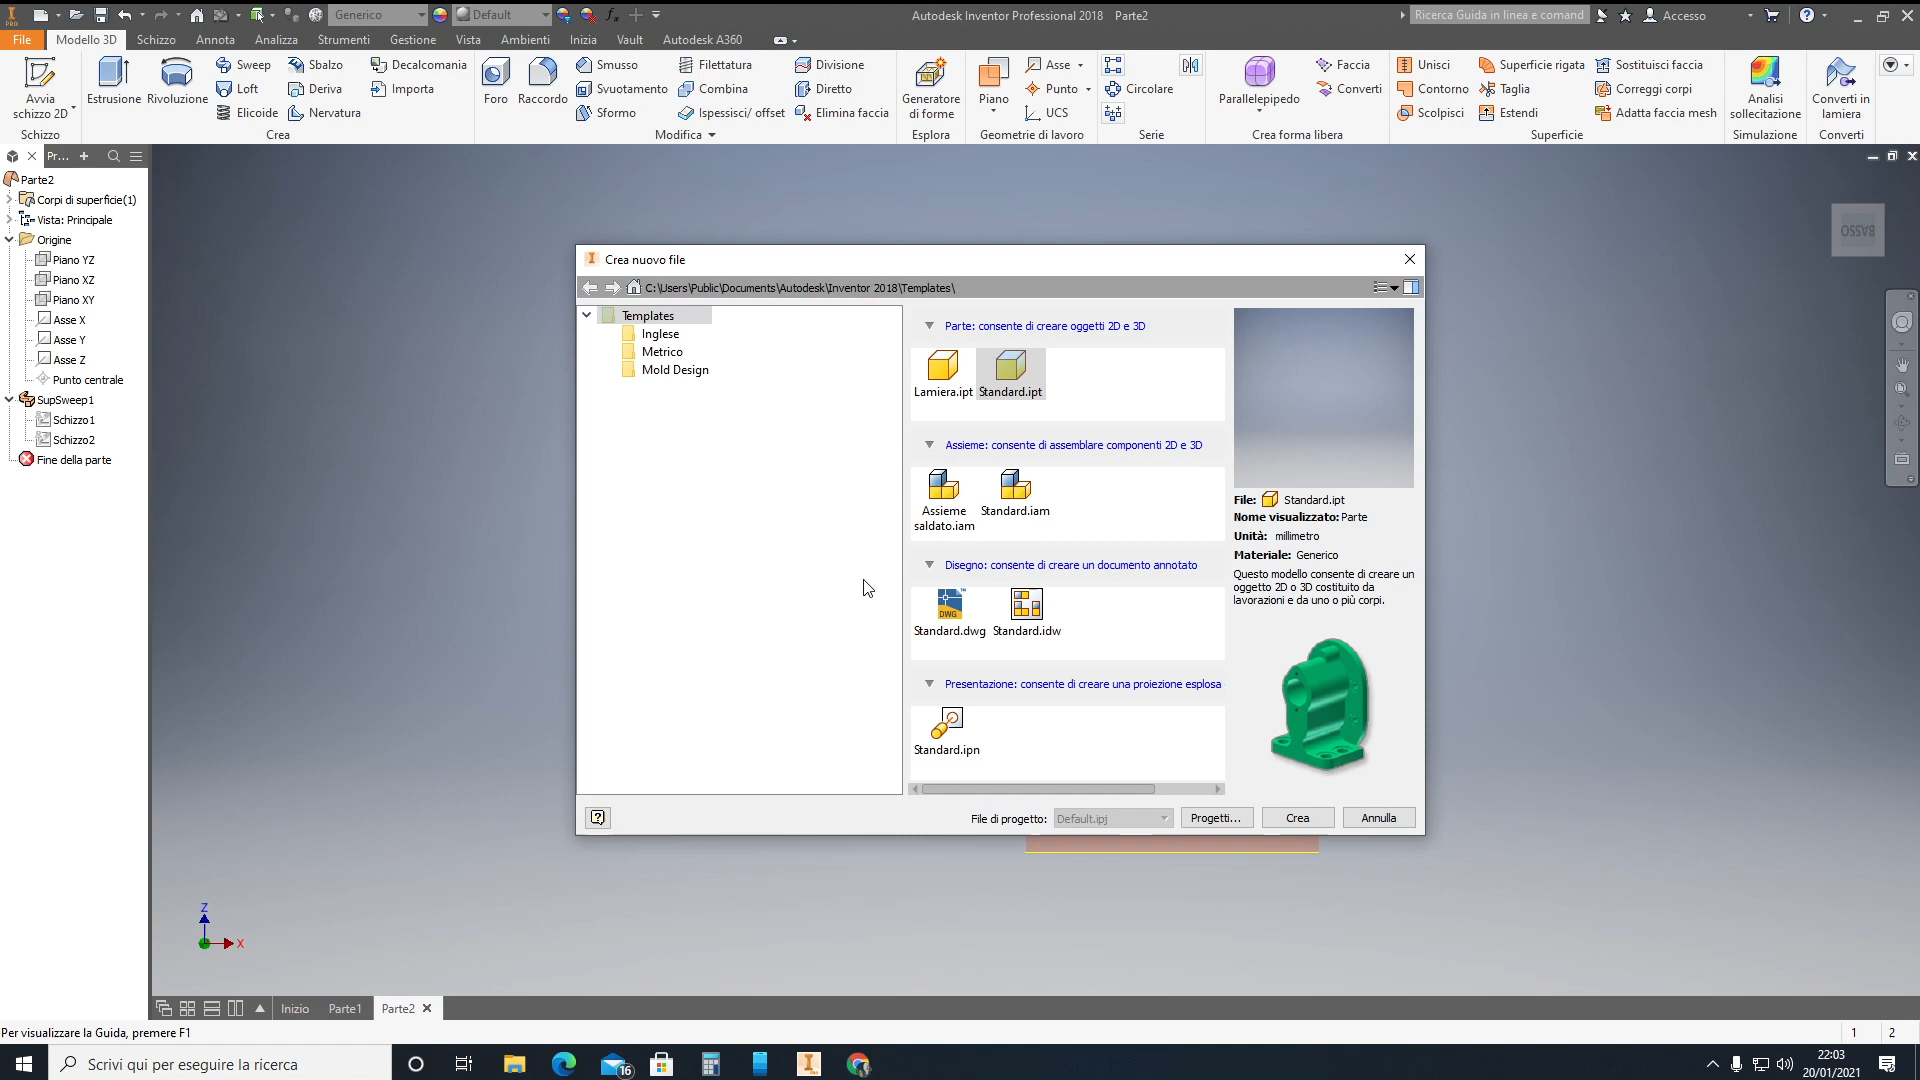 Generico
Default
Autodesk Inventor Professional 2018 Parte2
Ricerca Guida in linea e comand
Accesso
File
Modello 3D
Schizzo
Annota
Analizza
Strumenti
Gestione
Vista
Ambienti
Inizia
Vault
Autodesk A360
Avvia
schizzo 2D
Schizzo
Estrusione
Rivoluzione
Sweep
Loft
Elicoide
Sbalzo
Deriva
Nervatura
Decalcomania
Importa
Crea
Foro
Raccordo
Smusso
Svuotamento
Sformo
Filettatura
Combina
Ispessisci/ offset
Divisione
Diretto
Elimina faccia
Modifica
Generatore
di forme
Esplora
Piano
Asse
Punto
UCS
Geometrie di lavoro
Circolare
Serie
Parallelepipedo
Faccia
Converti
Crea forma libera
Unisci
Contorno
Scolpisci
Superficie rigata
Taglia
Estendi
Sostituisci faccia
Correggi corpi
Adatta faccia mesh
Superficie
Analisi
sollecitazione
Simulazione
Converti in
lamiera
Converti
Pr...
Parte2
Corpi di superficie(1)
Vista: Principale
Origine
Piano YZ
Piano XZ
Piano XY
Asse X
Asse Y
Asse Z
Punto centrale
SupSweep1
Schizzo1
Schizzo2
Fine della parte
BASSO
Crea nuovo file
C:\Users\Public\Documents\Autodesk\Inventor 2018\Templates\
Templates
Inglese
Metrico
Mold Design
Parte: consente di creare oggetti 2D e 3D
Lamiera.ipt
Standard.ipt
Assieme: consente di assemblare componenti 2D e 3D
Assieme
saldato.iam
Standard.iam
Disegno: consente di creare un documento annotato
DWG
Standard.dwg
Standard.idw
Presentazione: consente di creare una proiezione esplosa
Standard.ipn
File: Standard.ipt
Nome visualizzato: Parte
Unità: millimetro
Materiale: Generico
Questo modello consente di creare un
oggetto 2D o 3D costituito da
lavorazioni e da uno o più corpi.
File di progetto:
Default.ipj
Progetti...
Crea
Annulla
Z
X
Inizio
Parte1
Parte2
Per visualizzare la Guida, premere F1
1
2
Scrivi qui per eseguire la ricerca
16
22:03
20/01/2021